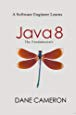 A Software Engineer Learns
Java 8
The Fundamentals
DANE CAMERON